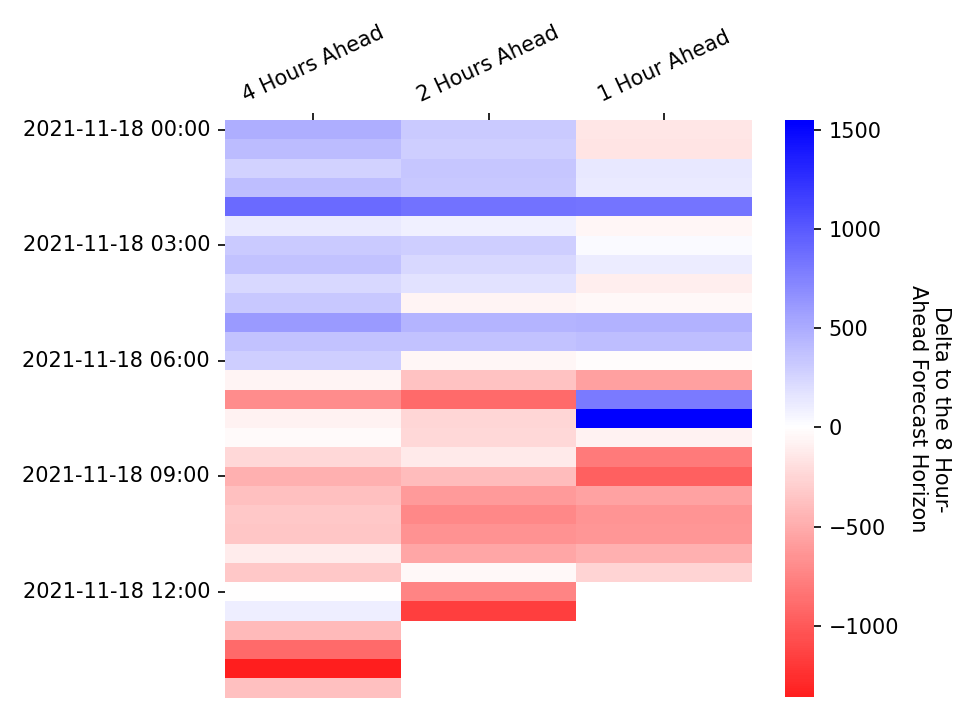 4 Hours Ahead
2 Hours Ahead
1 Hour Ahead
2021-11-18 00:00
2021-11-18 03:00
2021-11-18 06:00
2021-11-18 09:00
2021-11-18 12:00
1500
1000
500
0
−500
−1000
Delta to the 8 Hour-
Ahead Forecast Horizon